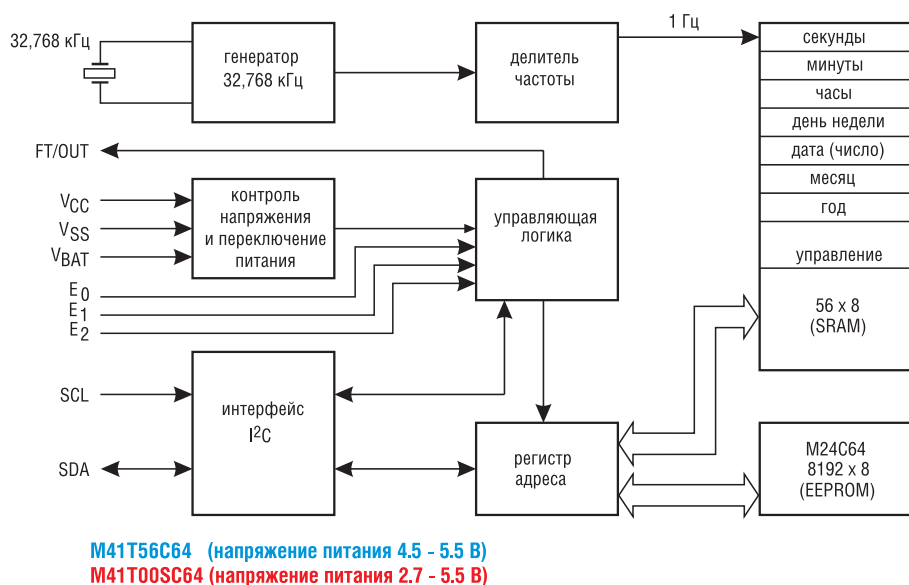 32,768 кГц
генератор
32,768 кГц
делитель
частоты
1 Гц
секунды
минуты
часы
день недели
дата (число)
месяц
год
управление
56 x 8
(SRAM)
FT/OUT
VCC
VSS
VBAT
контроль
напряжения
и переключение
питания
управляющая
логика
E0
E1
E2
SCL
SDA
интерфейс
I²C
регистр
адреса
M24C64
8192 x 8
(EEPROM)
M41T56C64 (напряжение питания 4.5 - 5.5 В)
M41T00SC64 (напряжение питания 2.7 - 5.5 В)